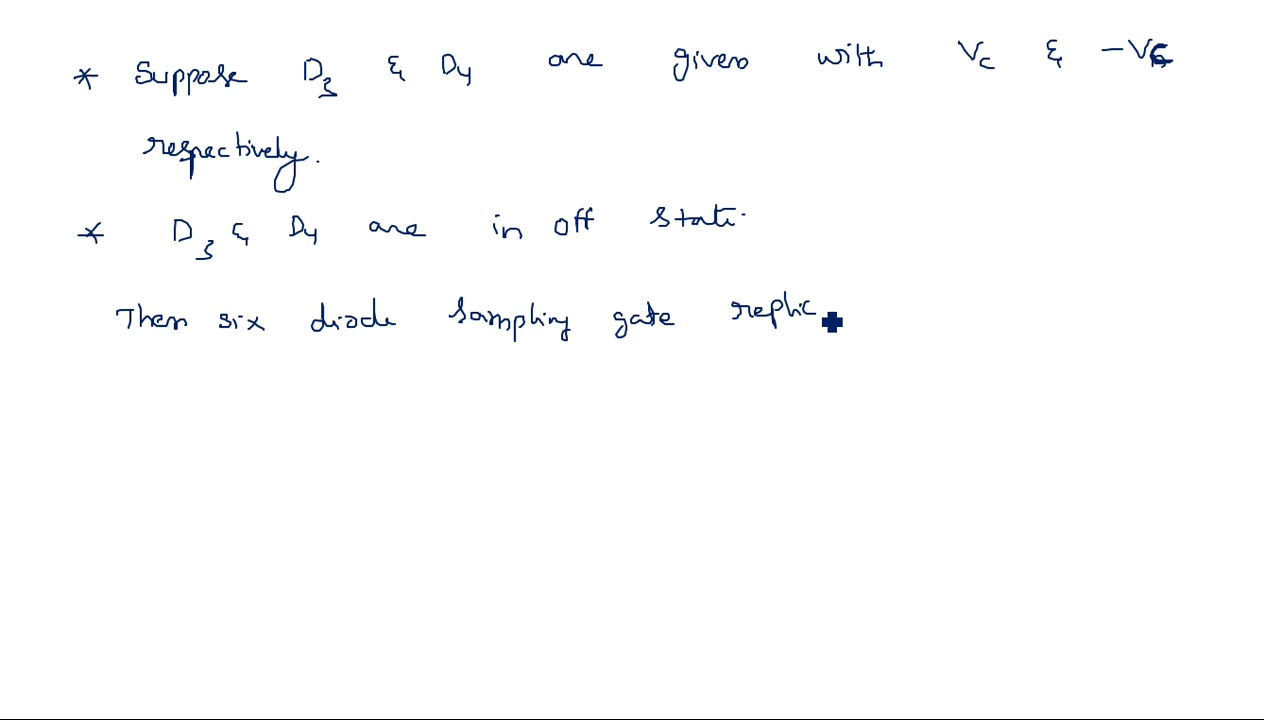 * Suppose D3 & D4 are given with Vc & -Vc
respectively.
* D3 & D4 are in off state.
Then six diode sampling gate replic